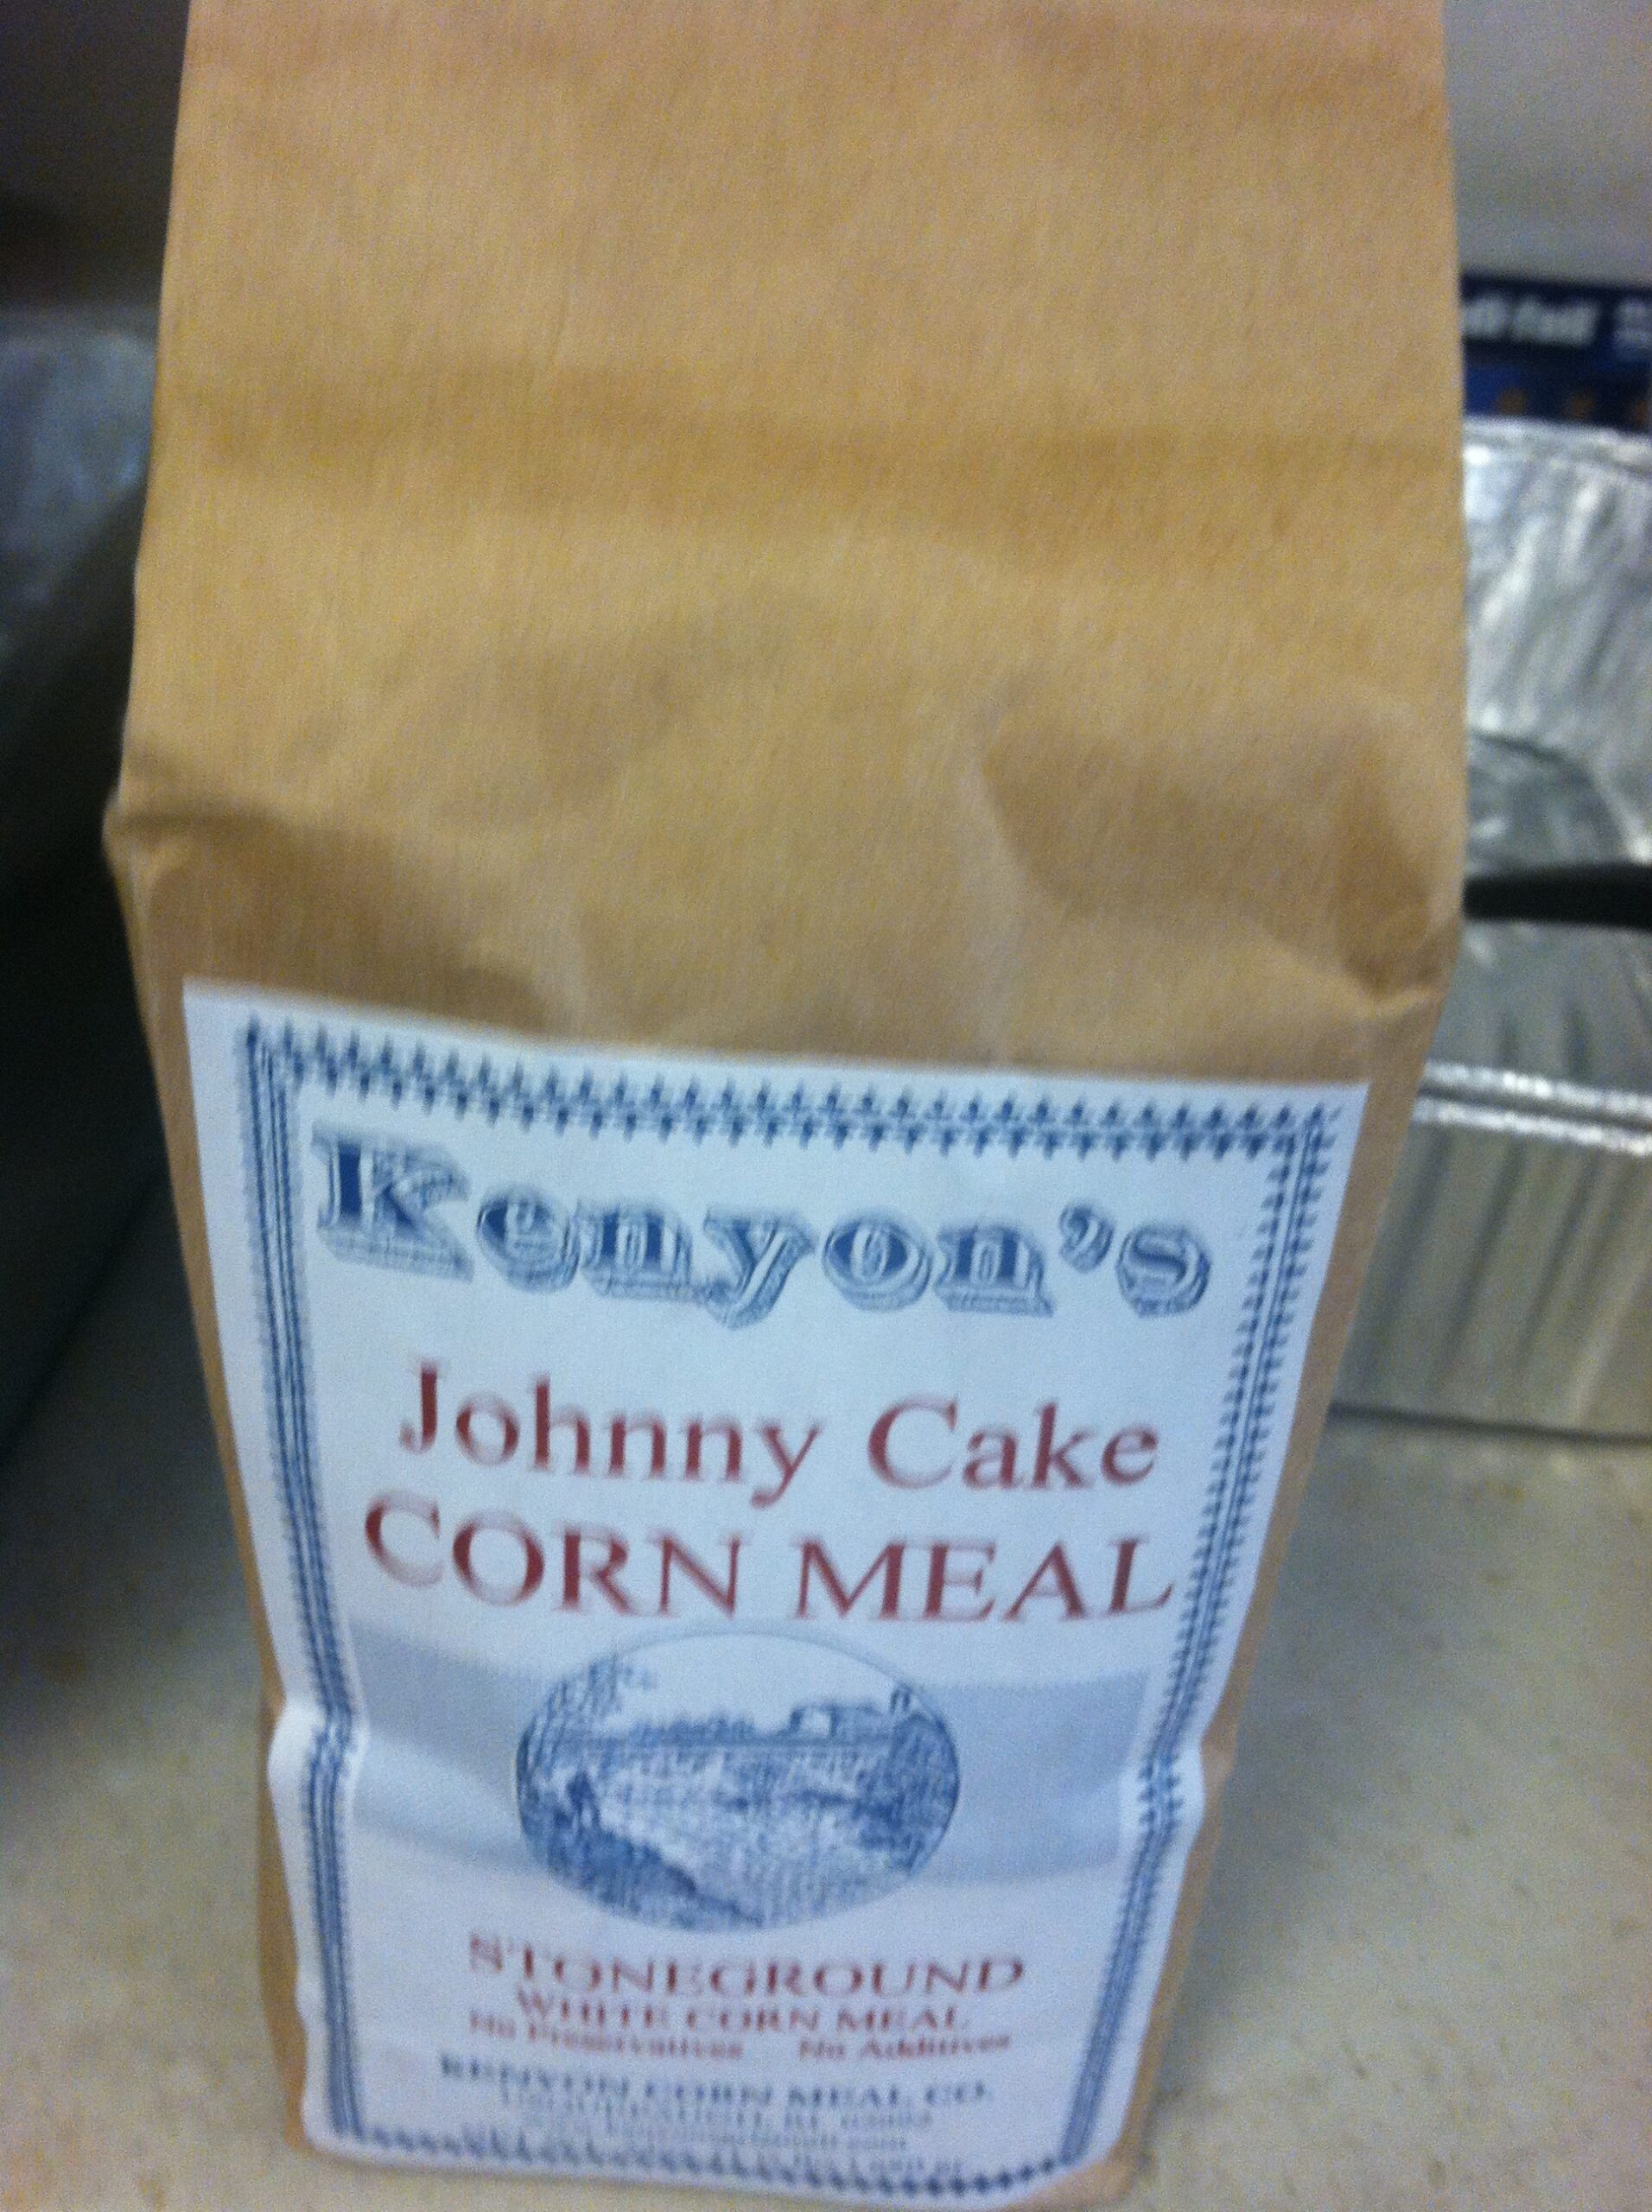 Kenyon's
Johnny Cake
CORN MEAL
STONEGROUND
WHITE CORN MEAL
No Preservatives No Additives
KENYON CORN MEAL CO.